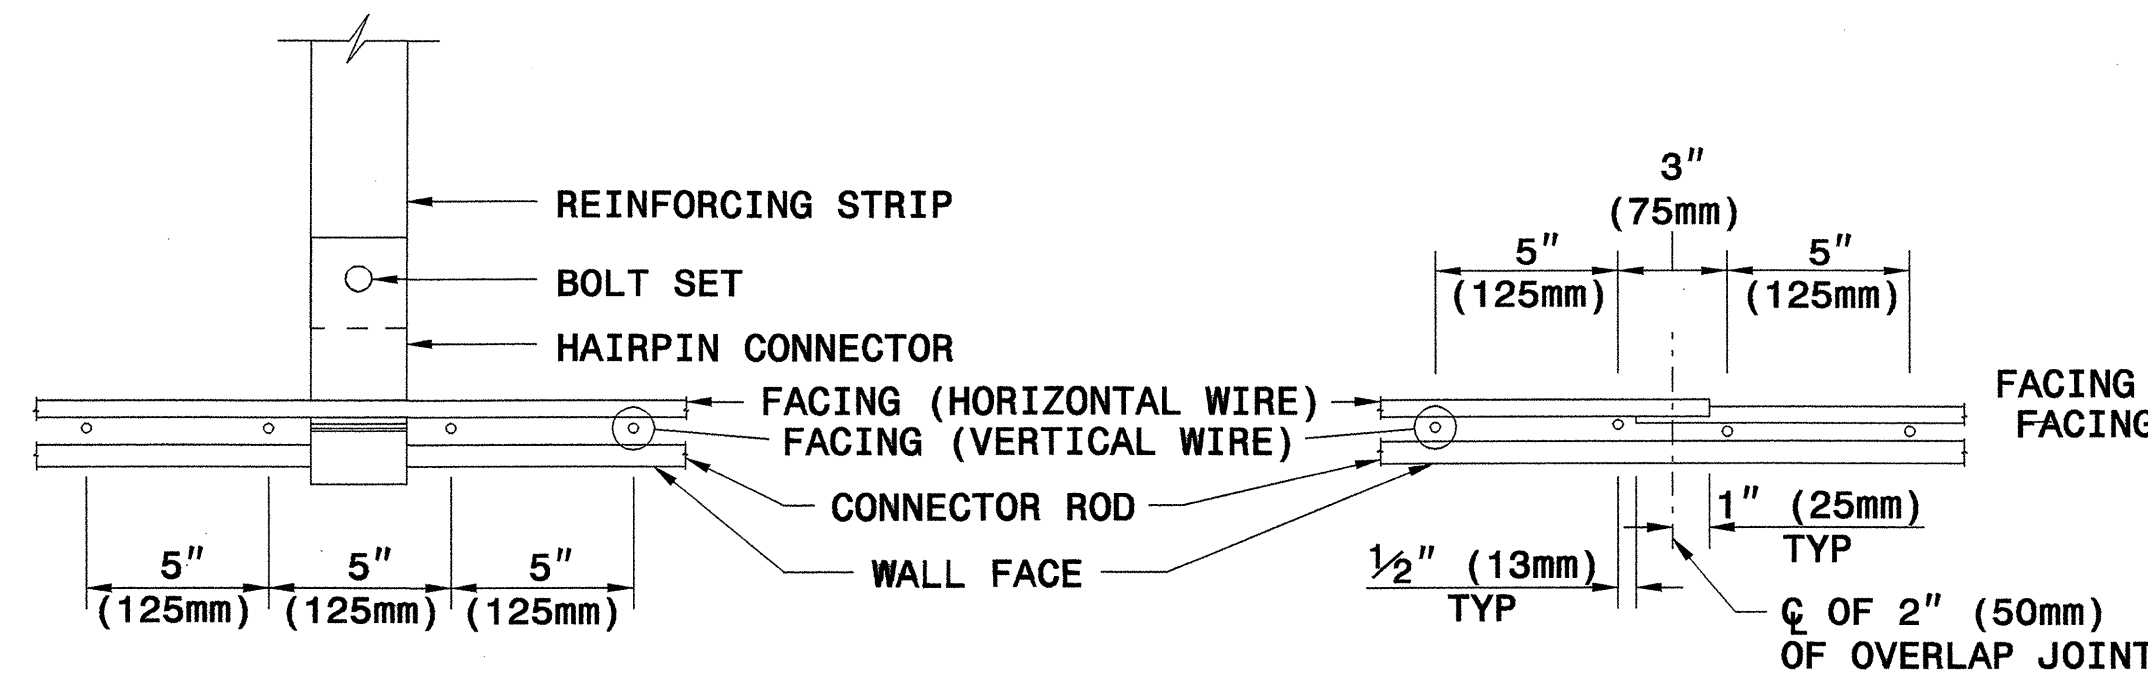 REINFORCING STRIP
BOLT SET
HAIRPIN CONNECTOR
FACING (HORIZONTAL WIRE)
FACING (VERTICAL WIRE)
CONNECTOR ROD
WALL FACE
5"
(125mm)
5"
(125mm)
5"
(125mm)
3"
(75mm)
5"
(125mm)
5"
(125mm)
FACING
FACING
1" (25mm)
TYP
½" (13mm)
TYP
℄ OF 2" (50mm)
OF OVERLAP JOINT